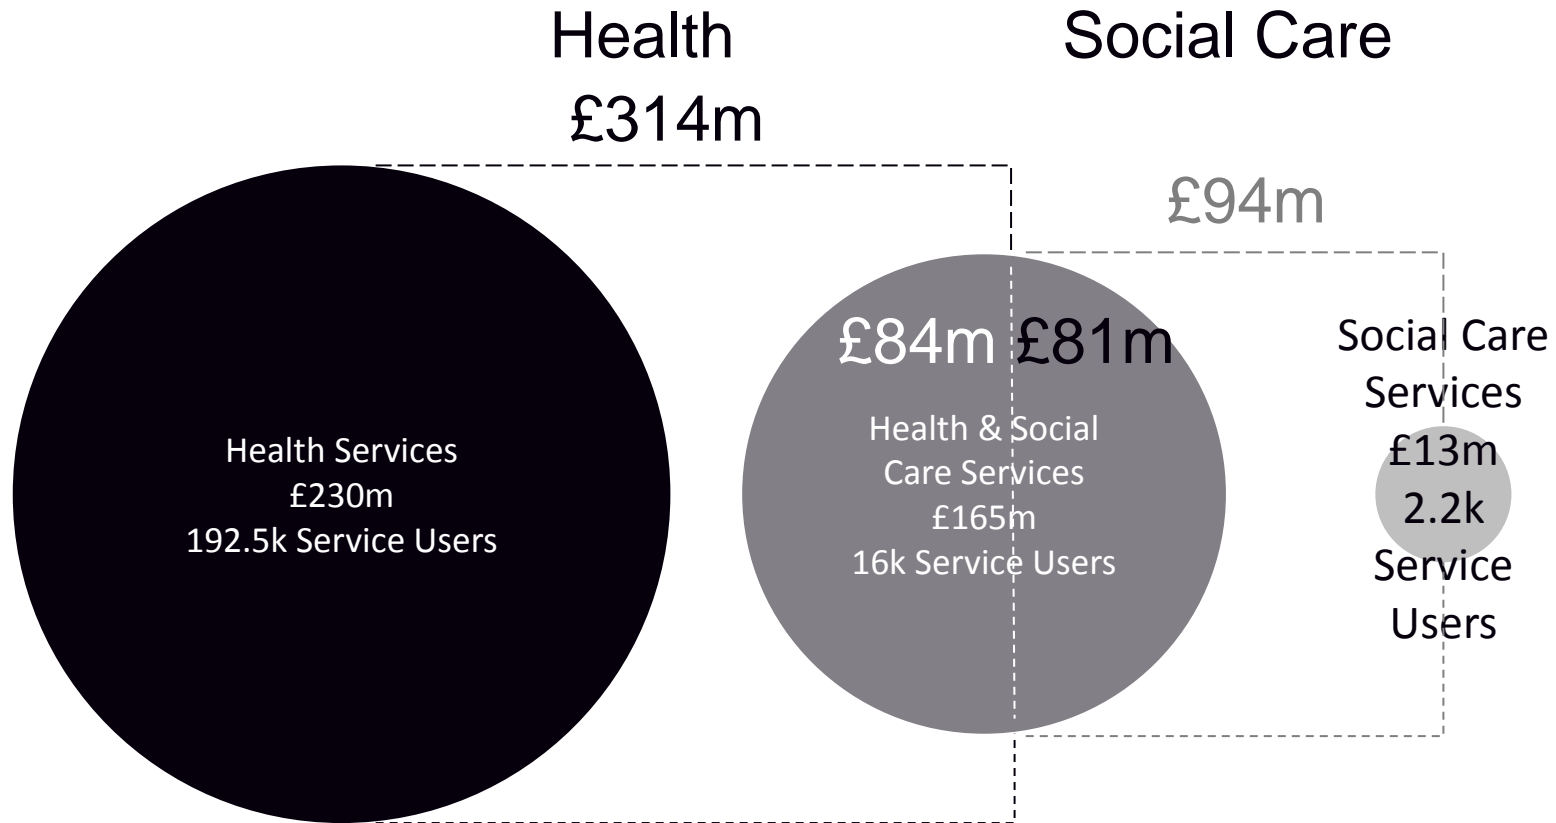 Health
Social Care
£314m
£94m
£84m
£81m
Health Services
£230m
192.5k Service Users
Health & Social
Care Services
£165m
16k Service Users
Social Care
Services
£13m
2.2k
Service
Users